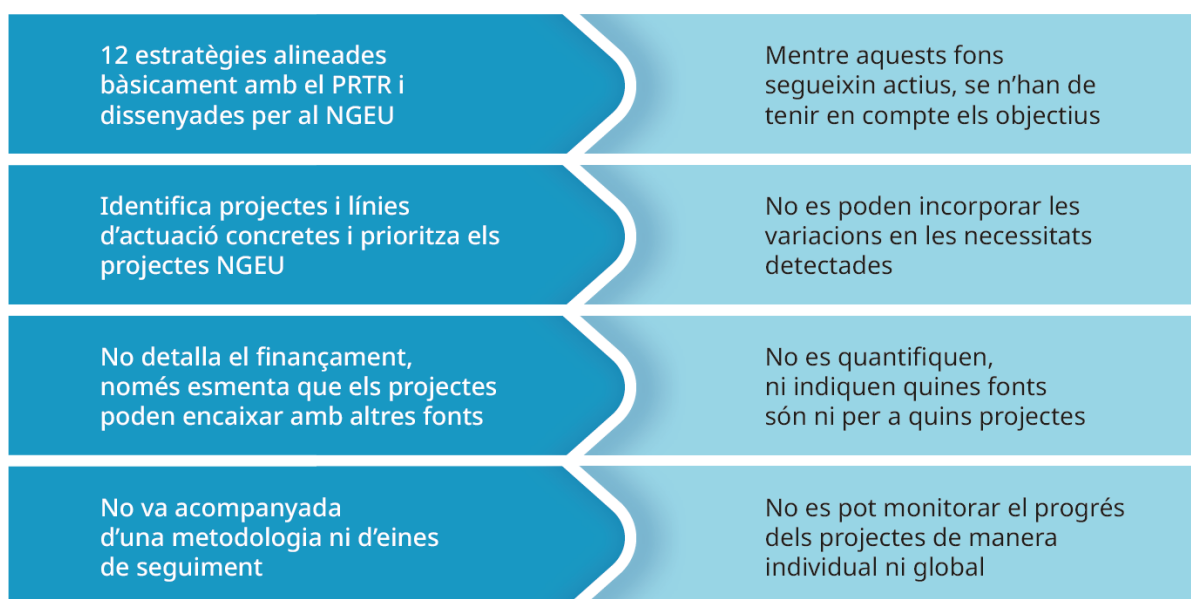 12 estratègies alineades
bàsicament amb el PRTR i
dissenyades per al NGEU
Mentre aquests fons
segueixin actius, se n’han de
tenir en compte els objectius
Identifica projectes i línies
d’actuació concretes i prioritza els
projectes NGEU
No es poden incorporar les
variacions en les necessitats
detectades
No detalla el finançament,
només esmenta que els projectes
poden encaixar amb altres fonts
No es quantifiquen,
ni indiquen quines fonts
són ni per a quins projectes
No va acompanyada
d’una metodologia ni d’eines
de seguiment
No es pot monitorar el progrés
dels projectes de manera
individual ni global